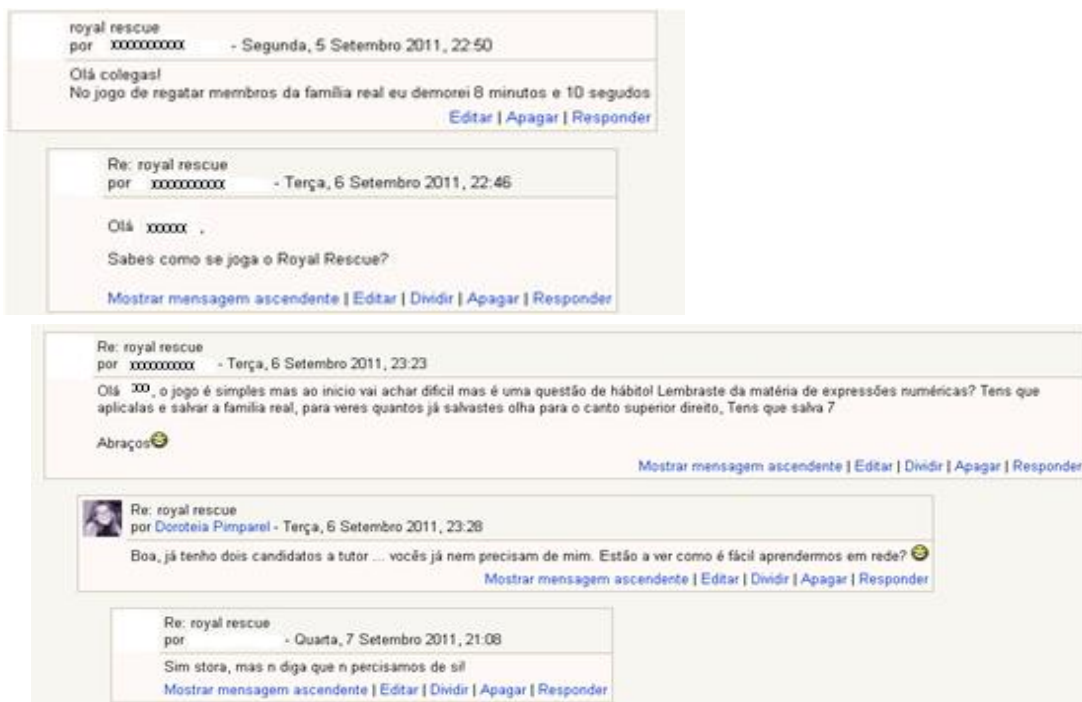 royal rescue
por xxxxxxxxxxx - Segunda, 5 Setembro 2011, 22:50
Olá colegas!
No jogo de regatar membros da família real eu demorei 8 minutos e 10 segudos
Editar | Apagar | Responder
Re: royal rescue
por xxxxxxxxxxx - Terça, 6 Setembro 2011, 22:46
Olá xxxxxx ,
Sabes como se joga o Royal Rescue?
Mostrar mensagem ascendente | Editar | Dividir | Apagar | Responder
Re: royal rescue
por xxxxxxxxxx - Terça, 6 Setembro 2011, 23:23
Olá xxx, o jogo é simples mas ao inicio vai achar dificil mas é uma questão de hábito! Lembraste da matéria de expressões numéricas? Tens que
aplicalas e salvar a familia real, para veres quantos já salvastes olha para o canto superior direito, Tens que salva 7
Abraços
Mostrar mensagem ascendente | Editar | Dividir | Apagar | Responder
Re: royal rescue
por Doroteia Pimparel - Terça, 6 Setembro 2011, 23:28
Boa, já tenho dois candidatos a tutor ... vocês já nem precisam de mim. Estão a ver como é fácil aprendermos em rede?
Mostrar mensagem ascendente | Editar | Dividir | Apagar | Responder
Re: royal rescue
por - Quarta, 7 Setembro 2011, 21:08
Sim stora, mas n diga que n percisamos de si!
Mostrar mensagem ascendente | Editar | Dividir | Apagar | Responder